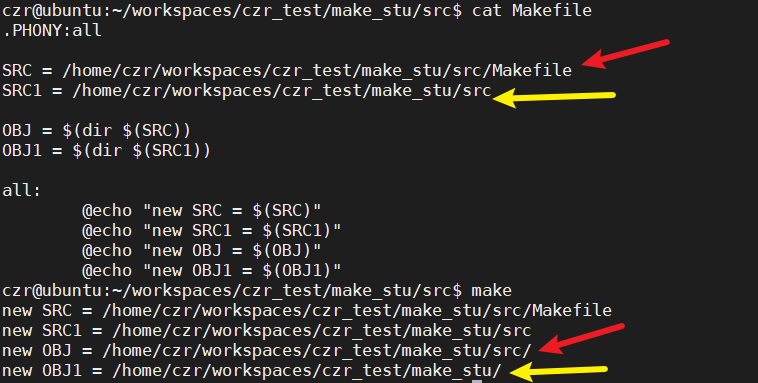 czr@ubuntu:~/workspaces/czr_test/make_stu/src$ cat Makefile
.PHONY:all
SRC = /home/czr/workspaces/czr_test/make_stu/src/Makefile
SRC1 = /home/czr/workspaces/czr_test/make_stu/src
OBJ = $(dir $(SRC))
OBJ1 = $(dir $(SRC1))
all:
        @echo "new SRC = $(SRC)"
        @echo "new SRC1 = $(SRC1)"
        @echo "new OBJ = $(OBJ)"
        @echo "new OBJ1 = $(OBJ1)"
czr@ubuntu:~/workspaces/czr_test/make_stu/src$ make
new SRC = /home/czr/workspaces/czr_test/make_stu/src/Makefile
new SRC1 = /home/czr/workspaces/czr_test/make_stu/src
new OBJ = /home/czr/workspaces/czr_test/make_stu/src/
new OBJ1 = /home/czr/workspaces/czr_test/make_stu/